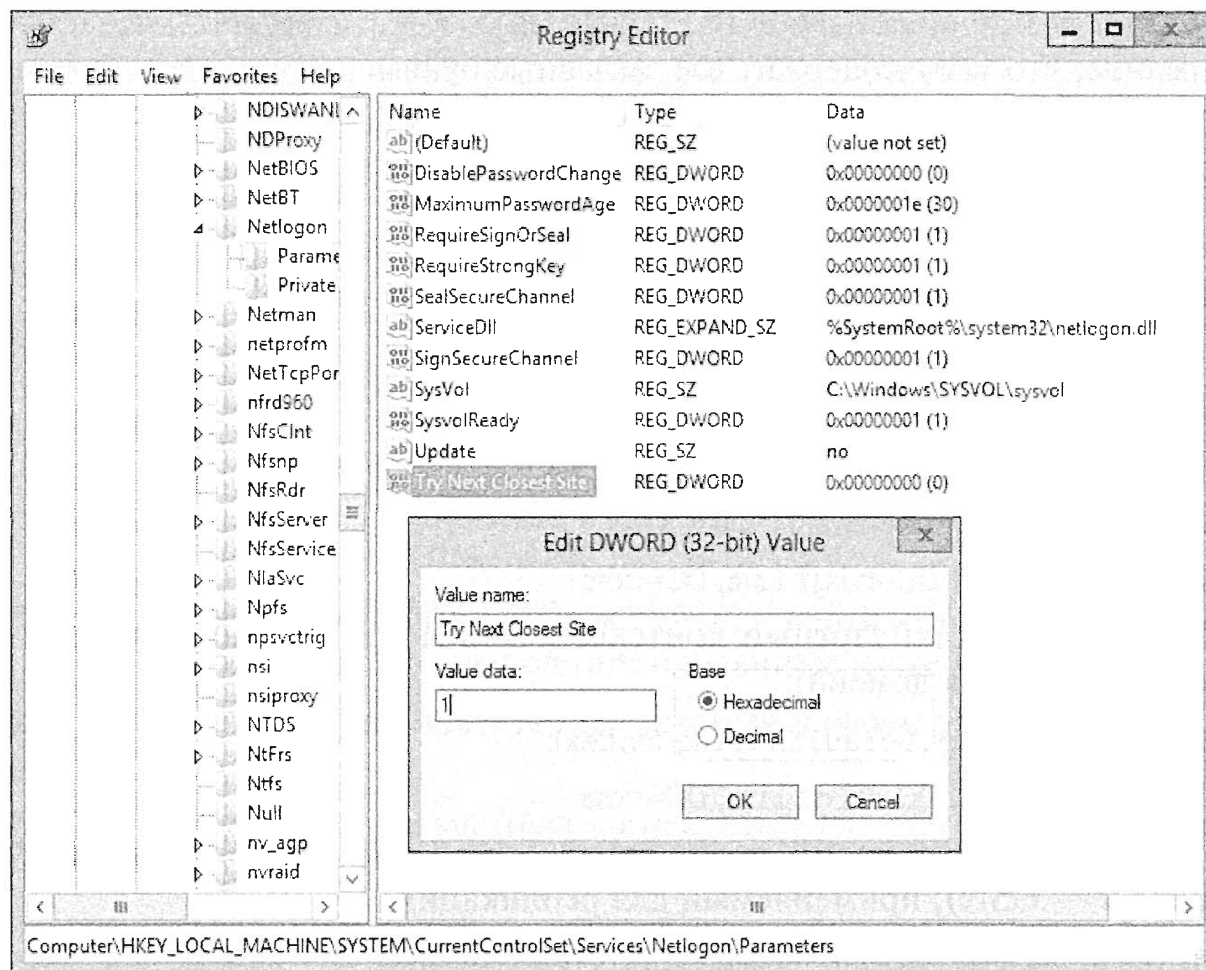 Registry Editor
File Edit View Favorites Help
NDISWANL
NDProxy
NetBIOS
NetBT
Netlogon
Parame
Private
Netman
netprofm
NetTcpPor
nfrd960
NfsClnt
Nfsnp
NfsRdr
NfsServer
NfsService
NlaSvc
Npfs
npsvctrig
nsi
nsiproxy
NTDS
NtFrs
Ntfs
Null
nv_agp
nvraid
Name Type Data
(Default) REG_SZ (value not set)
DisablePasswordChange REG_DWORD 0x00000000 (0)
MaximumPasswordAge REG_DWORD 0x0000001e (30)
RequireSignOrSeal REG_DWORD 0x00000001 (1)
RequireStrongKey REG_DWORD 0x00000001 (1)
SealSecureChannel REG_DWORD 0x00000001 (1)
ServiceDll REG_EXPAND_SZ %SystemRoot%\system32\netlogon.dll
SignSecureChannel REG_DWORD 0x00000001 (1)
SysVol REG_SZ C:\Windows\SYSVOL\sysvol
SysvolReady REG_DWORD 0x00000001 (1)
Update REG_SZ no
Try Next Closest Site REG_DWORD 0x00000000 (0)
Edit DWORD (32-bit) Value
Value name:
Try Next Closest Site
Value data: Base
1 Hexadecimal
Decimal
OK Cancel
Computer\HKEY_LOCAL_MACHINE\SYSTEM\CurrentControlSet\Services\Netlogon\Parameters